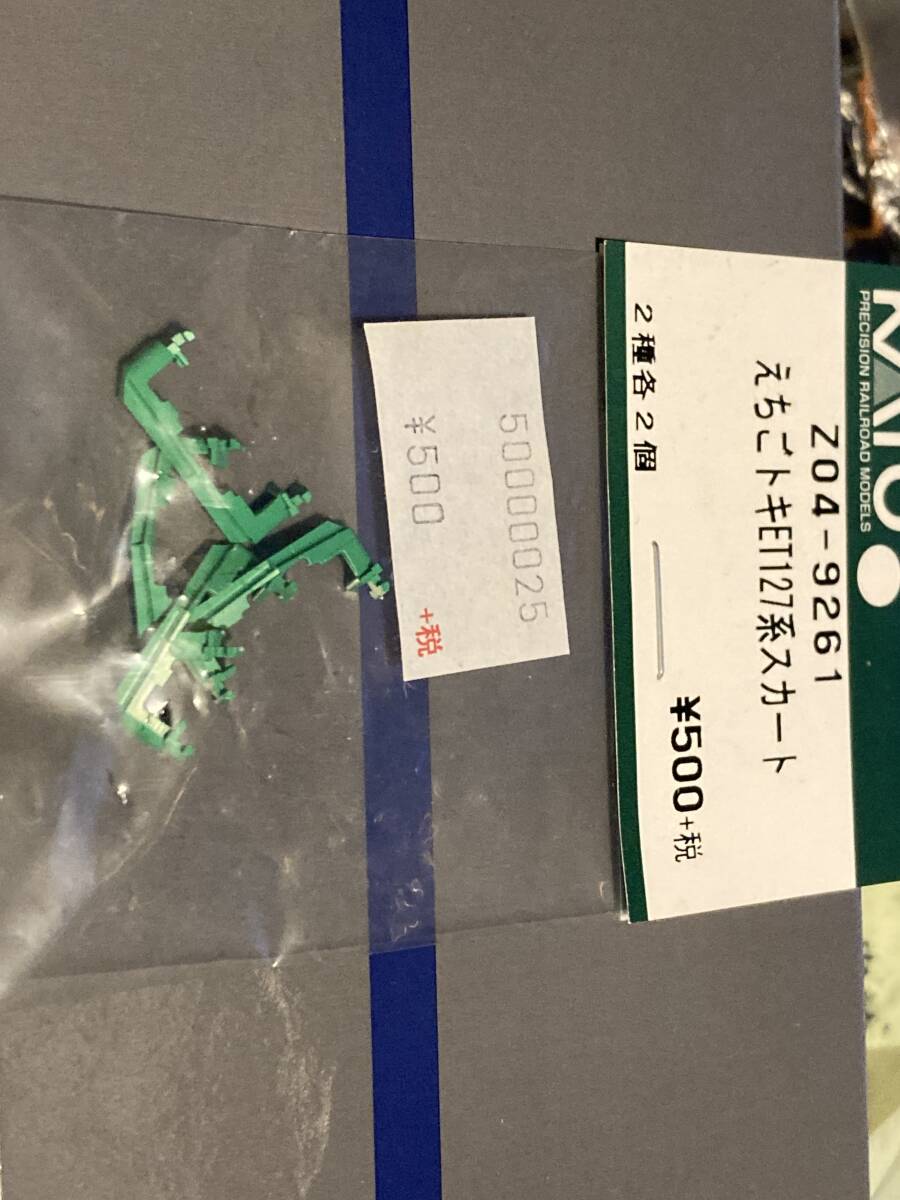 KATO
PRECISION RAILROAD MODELS
Z04-9261
えちごトキET127系スカート
2種各2個
¥500+税
50000025
¥500
+税